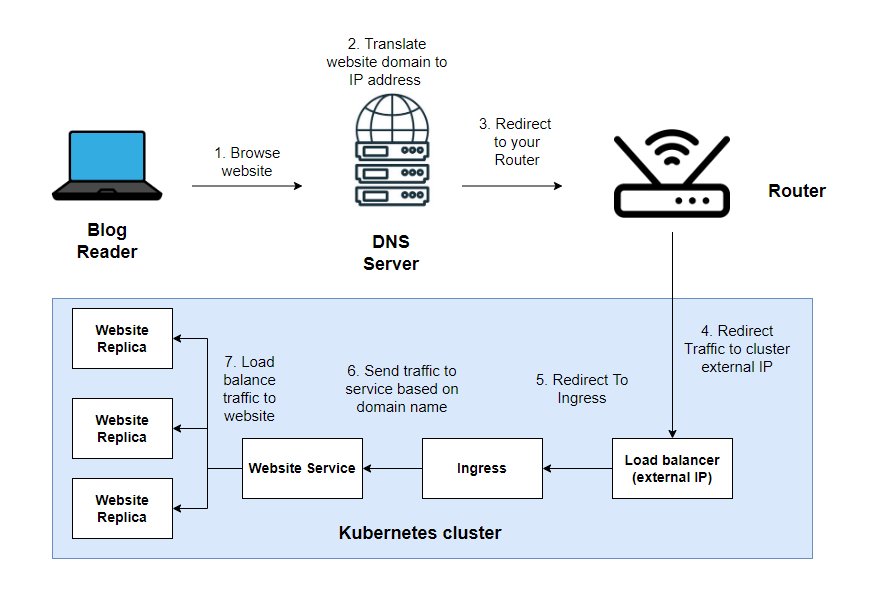 2. Translate
website domain to
IP address
1. Browse
website
3. Redirect
to your
Router
Router
Blog
Reader
DNS
Server
Website
Replica
4. Redirect
Traffic to cluster
external IP
7. Load
balance
traffic to
website
6. Send traffic to
service based on
domain name
5. Redirect To
Ingress
Website
Replica
Website Service
Ingress
Load balancer
(external IP)
Website
Replica
Kubernetes cluster